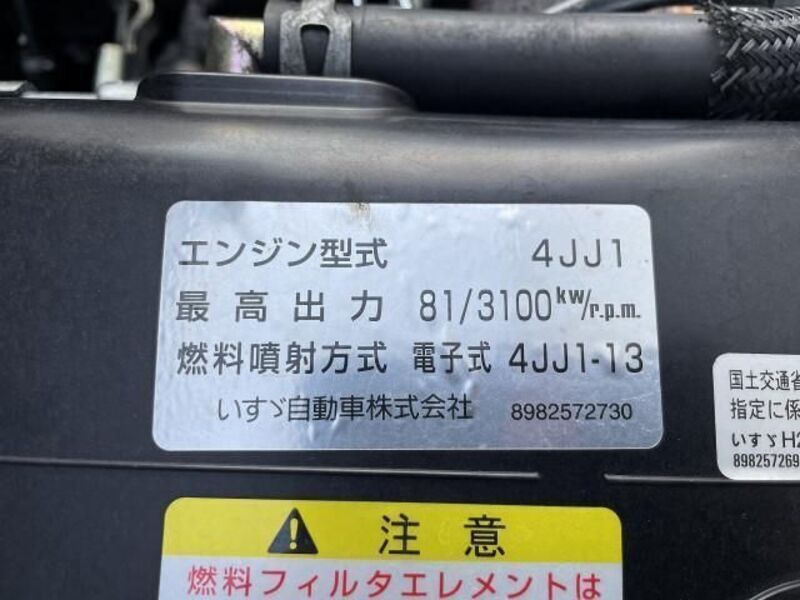 エンジン型式 4JJ1
最高出力 81/3100kW/r.p.m.
燃料噴射方式 電子式 4JJ1-13
いすゞ自動車株式会社 8982572730
国土交通省
指定に係
いすゞH2
898257269
注意
燃料フィルタエレメントは